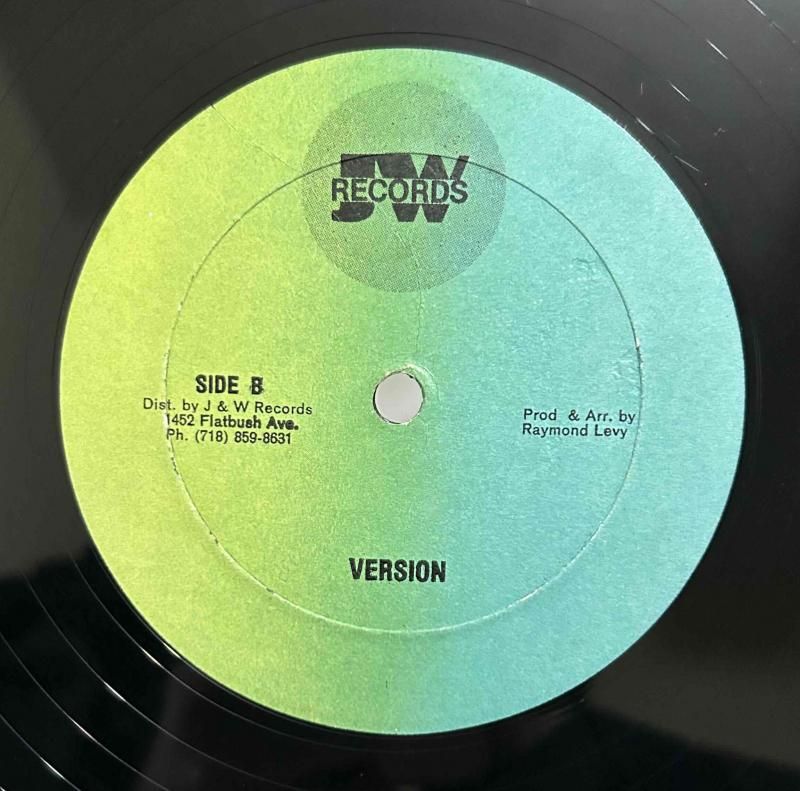 JW
RECORDS
SIDE B
Dist. by J & W Records
1452 Flatbush Ave.
Ph. (718) 859-8631
Prod & Arr. by
Raymond Levy
VERSION